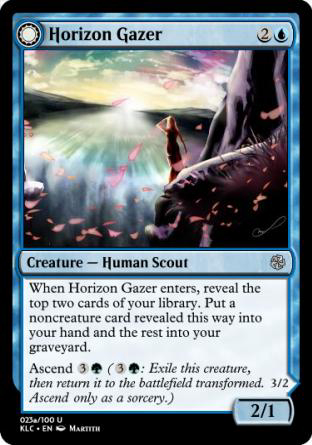 Horizon Gazer 2
Creature — Human Scout
When Horizon Gazer enters, reveal the
top two cards of your library. Put a
noncreature card revealed this way into
your hand and the rest into your
graveyard.
Ascend 3 ( 3 : Exile this creature,
then return it to the battlefield transformed.
Ascend only as a sorcery.)
3/2
2/1
023a/100 U
KLC • EN Martith